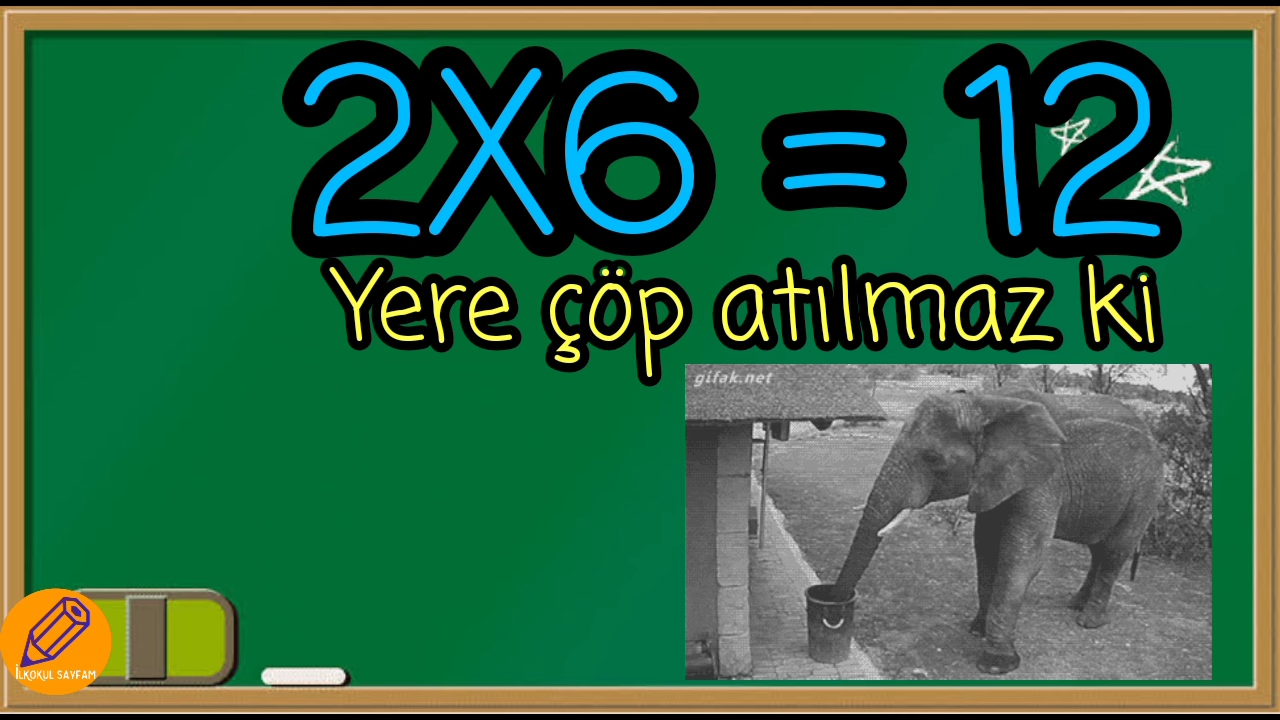 2X6 = 12
Yere çöp atılmaz ki
gifak.net
İLKOKUL SAYFAM